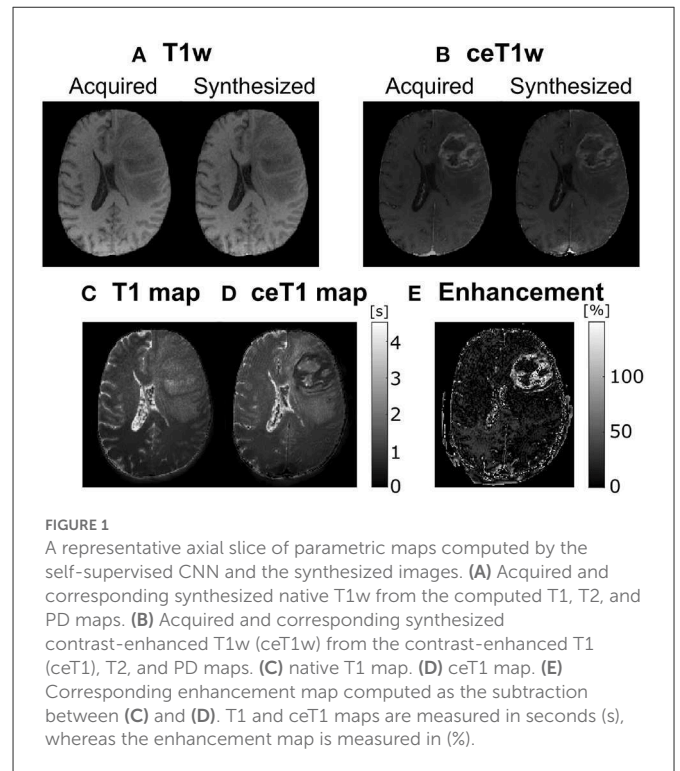 A T1w
B ceT1w
Acquired Synthesized
Acquired Synthesized
C T1 map D ceT1 map E Enhancement
[s]
4
3
2
1
0
[%]
100
50
0
FIGURE 1
A representative axial slice of parametric maps computed by the
self-supervised CNN and the synthesized images. (A) Acquired and
corresponding synthesized native T1w from the computed T1, T2, and
PD maps. (B) Acquired and corresponding synthesized
contrast-enhanced T1w (ceT1w) from the contrast-enhanced T1
(ceT1), T2, and PD maps. (C) native T1 map. (D) ceT1 map. (E)
Corresponding enhancement map computed as the subtraction
between (C) and (D). T1 and ceT1 maps are measured in seconds (s),
whereas the enhancement map is measured in (%).